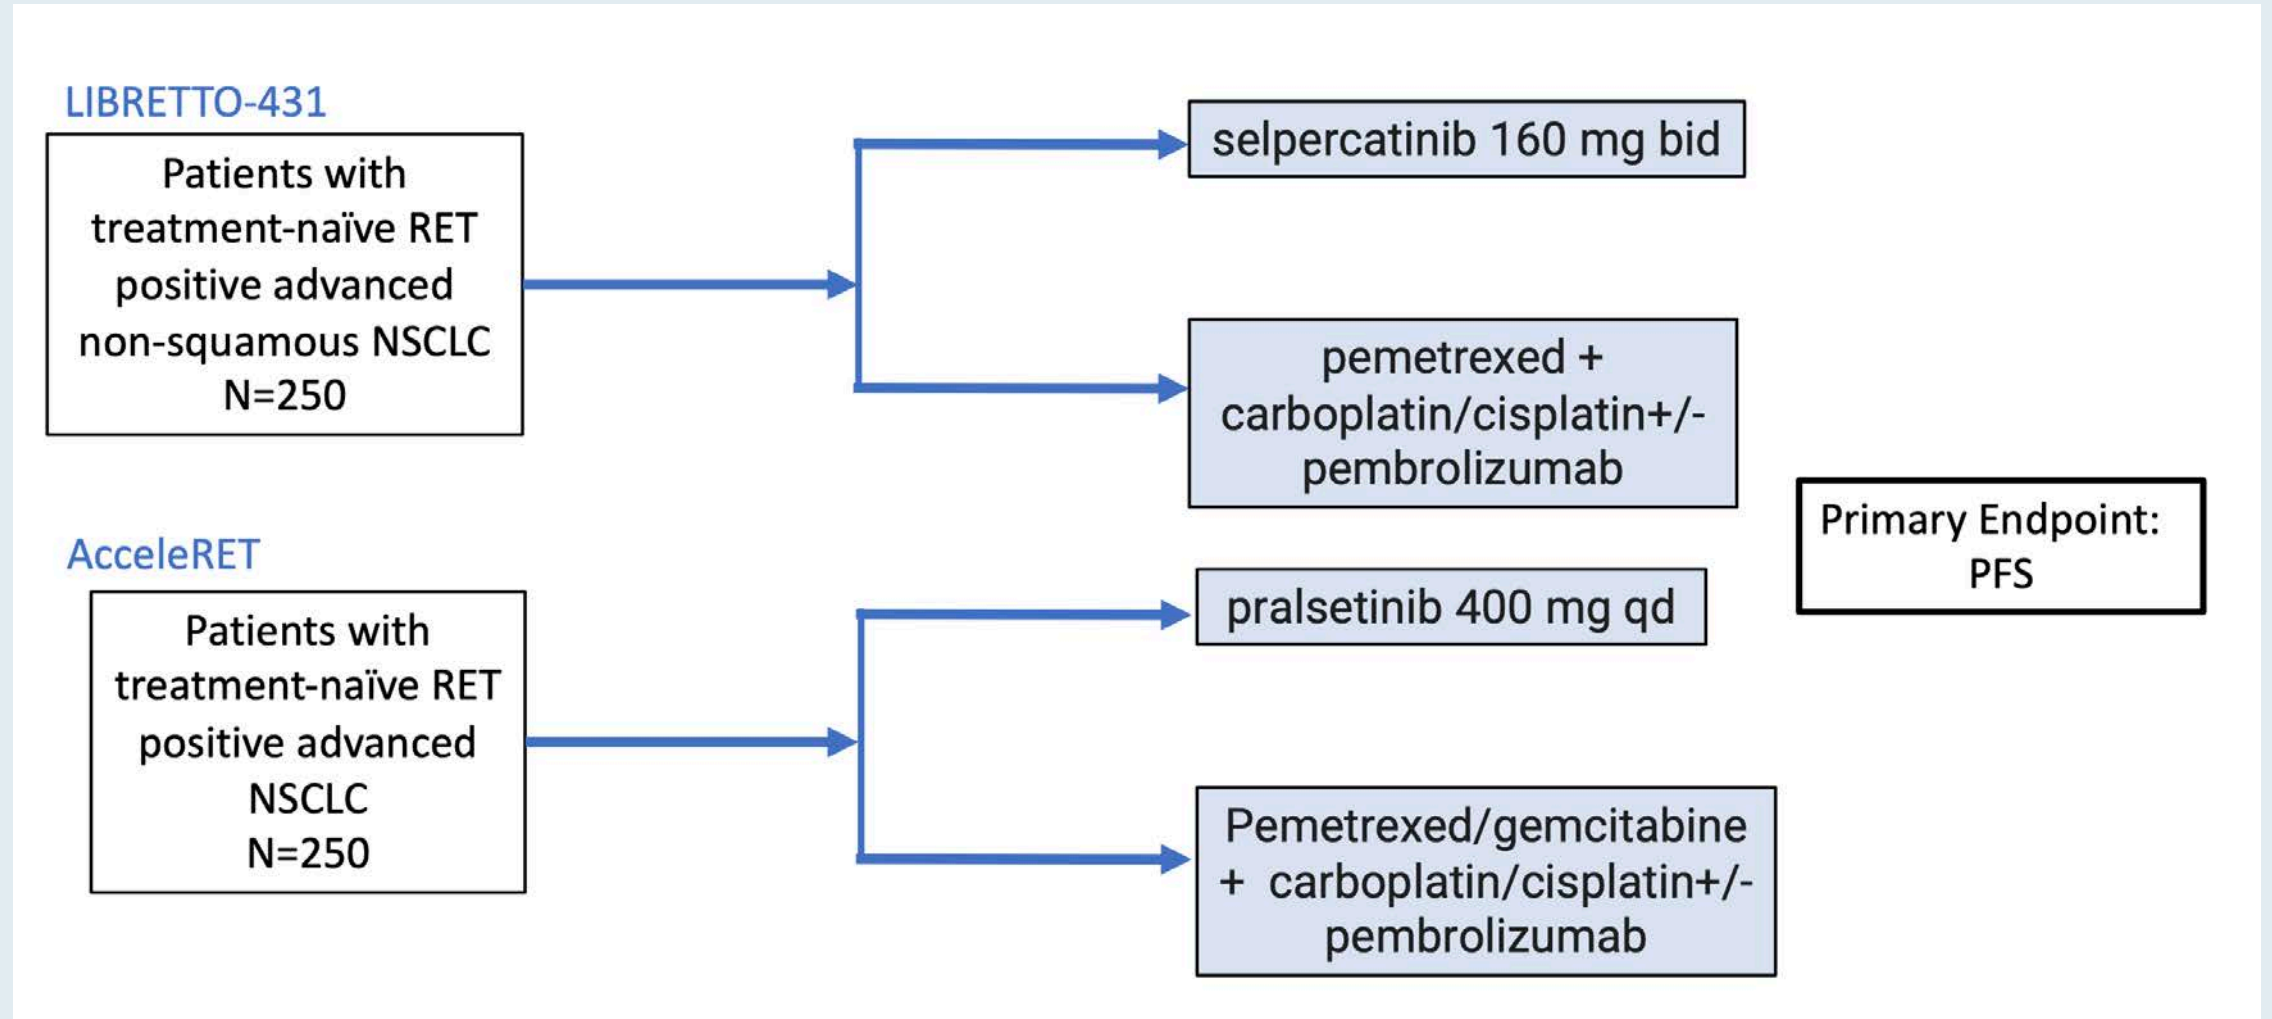 LIBRETTO-431
Patients with
treatment-naïve RET
positive advanced
non-squamous NSCLC
N=250
selpercatinib 160 mg bid
pemetrexed +
carboplatin/cisplatin+/-
pembrolizumab
Primary Endpoint:
PFS
AcceleRET
Patients with
treatment-naïve RET
positive advanced
NSCLC
N=250
pralsetinib 400 mg qd
Pemetrexed/gemcitabine
+ carboplatin/cisplatin+/-
pembrolizumab